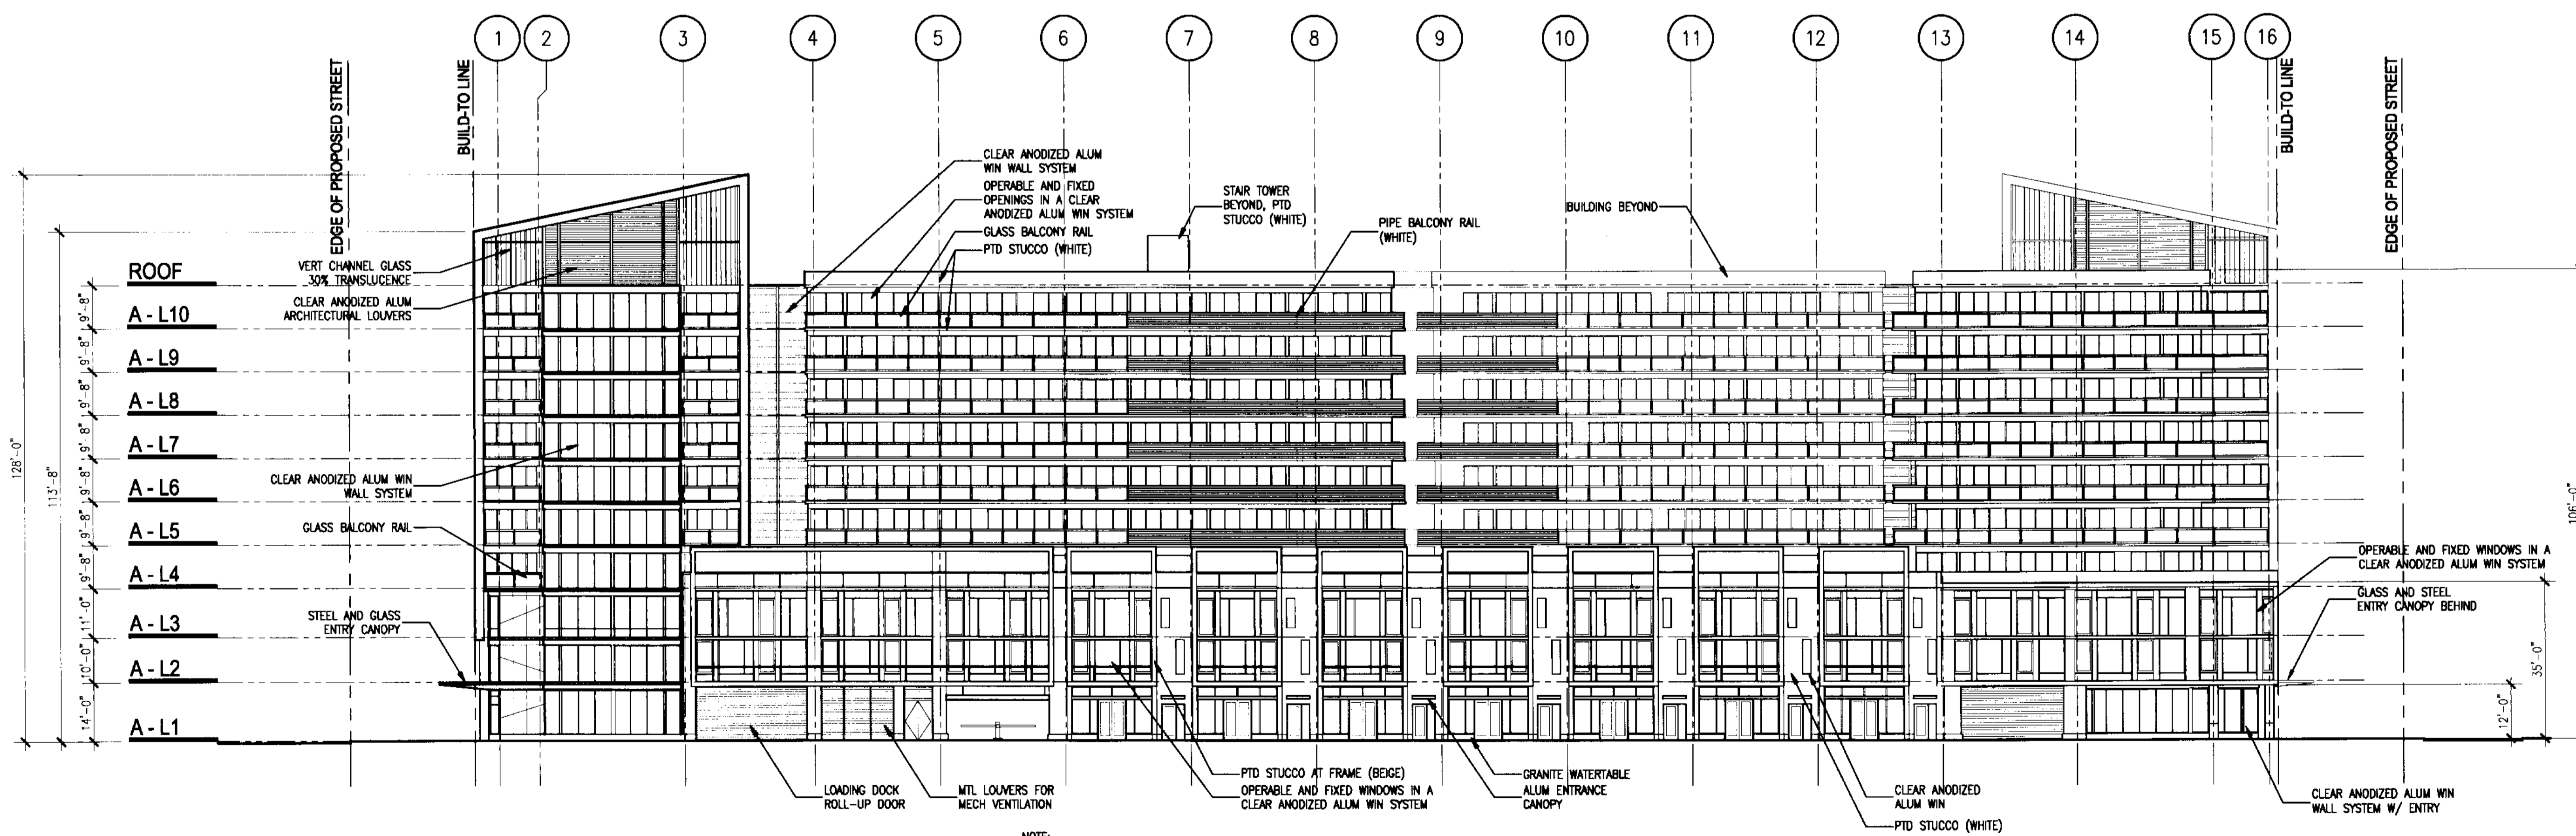 1 2 3 4 5 6 7 8 9 10 11 12 13 14 15 16
EDGE OF PROPOSED STREET
BUILD-TO LINE
BUILD-TO LINE
EDGE OF PROPOSED STREET
CLEAR ANODIZED ALUM
WIN WALL SYSTEM
OPERABLE AND FIXED
OPENINGS IN A CLEAR
ANODIZED ALUM WIN SYSTEM
GLASS BALCONY RAIL
PTD STUCCO (WHITE)
STAIR TOWER
BEYOND, PTD
STUCCO (WHITE)
PIPE BALCONY RAIL
(WHITE)
BUILDING BEYOND
VERT CHANNEL GLASS
30% TRANSLUCENCE
CLEAR ANODIZED ALUM
ARCHITECTURAL LOUVERS
CLEAR ANODIZED ALUM WIN
WALL SYSTEM
GLASS BALCONY RAIL
STEEL AND GLASS
ENTRY CANOPY
ROOF
A - L10
A - L9
A - L8
A - L7
A - L6
A - L5
A - L4
A - L3
A - L2
A - L1
9'-8"
9'-8"
9'-8"
9'-8"
9'-8"
9'-8"
9'-8"
11'-0"
10'-0"
14'-0"
128'-0"
113'-8"
OPERABLE AND FIXED WINDOWS IN A
CLEAR ANODIZED ALUM WIN SYSTEM
GLASS AND STEEL
ENTRY CANOPY BEHIND
106'-0"
35'-0"
12'-0"
LOADING DOCK
ROLL-UP DOOR
MTL LOUVERS FOR
MECH VENTILATION
PTD STUCCO AT FRAME (BEIGE)
OPERABLE AND FIXED WINDOWS IN A
CLEAR ANODIZED ALUM WIN SYSTEM
GRANITE WATERTABLE
ALUM ENTRANCE
CANOPY
CLEAR ANODIZED
ALUM WIN
PTD STUCCO (WHITE)
CLEAR ANODIZED ALUM WIN
WALL SYSTEM W/ ENTRY
NOTE: